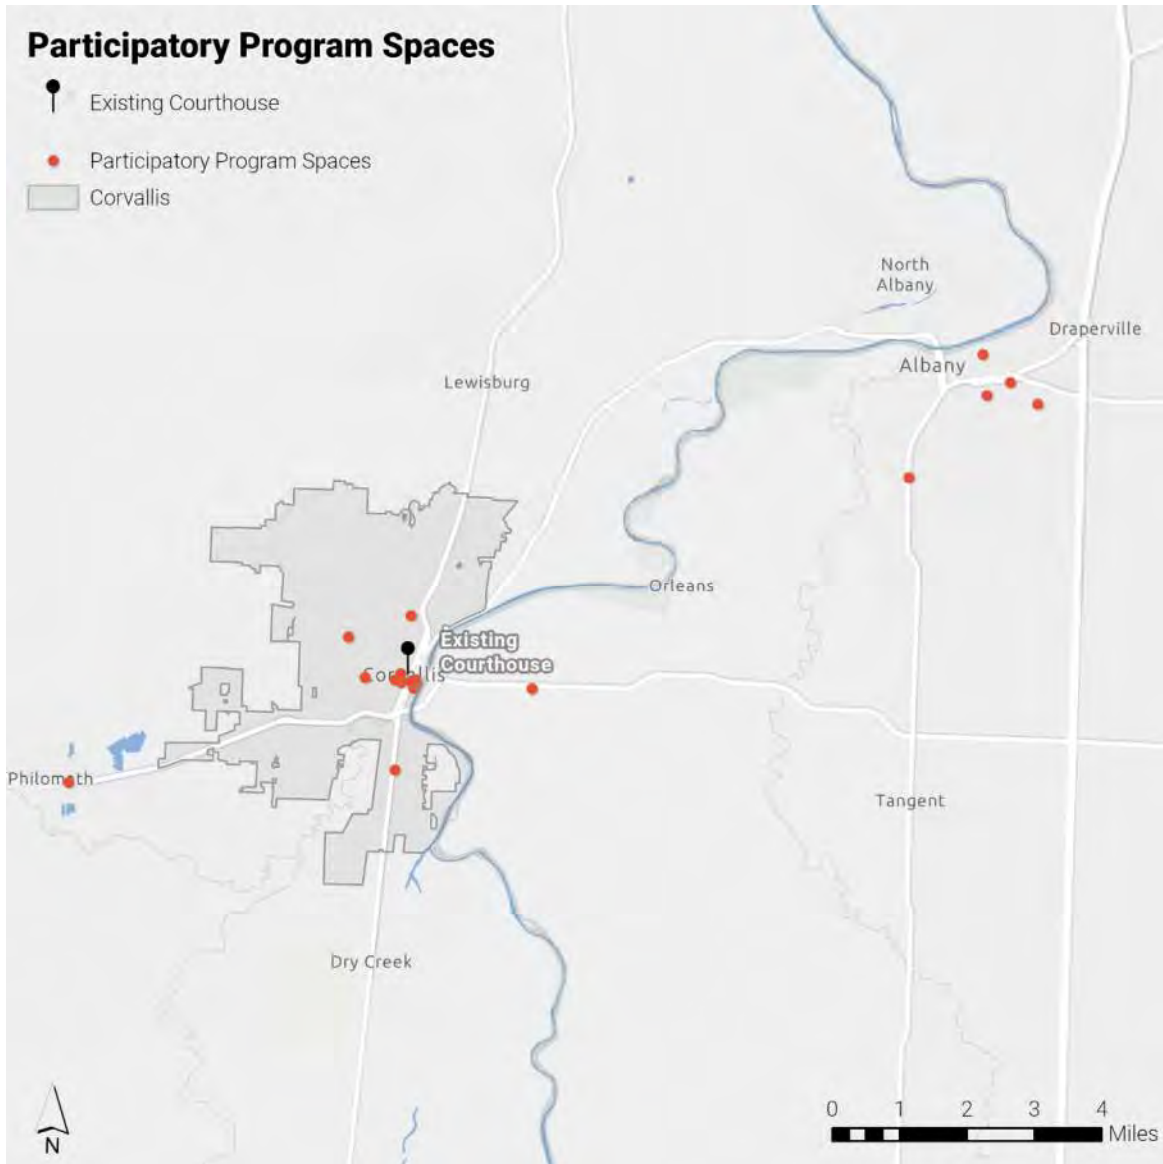 Participatory Program Spaces
Existing Courthouse
Participatory Program Spaces
Corvallis
North
Albany
Draperville
Albany
Lewisburg
Orleans
Existing
Courthouse
Corvallis
Philomath
Tangent
Dry Creek
N
0 1 2 3 4
Miles